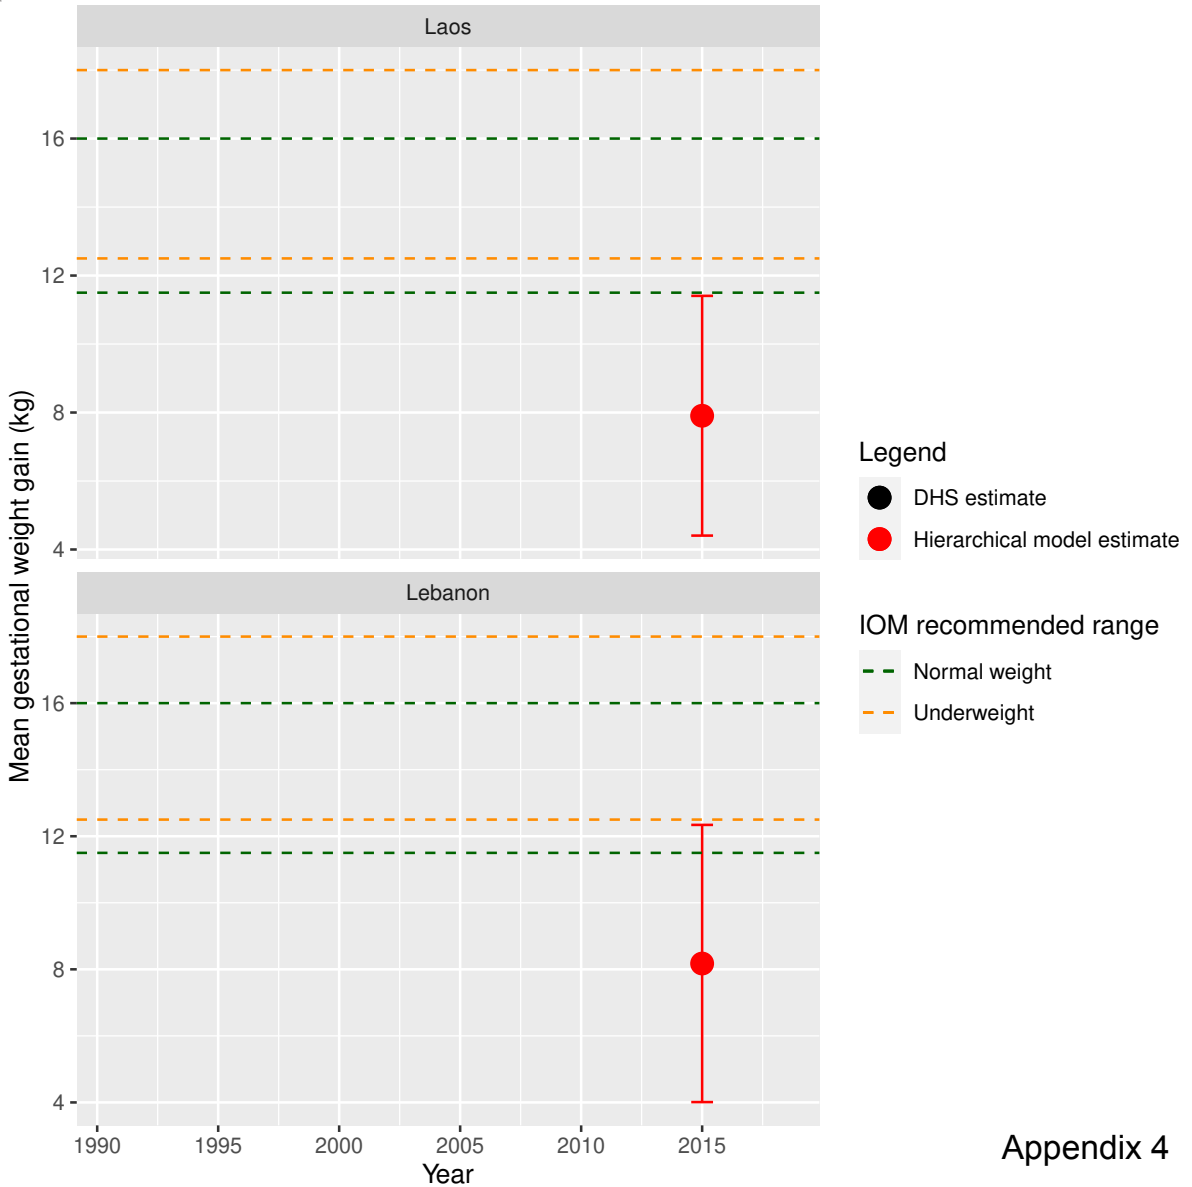 Laos
16
12
8
4
Lebanon
16
12
8
4
1990 1995 2000 2005 2010 2015
Year
Mean gestational weight gain (kg)
Legend
DHS estimate
Hierarchical model estimate
IOM recommended range
Normal weight
Underweight
Appendix 4